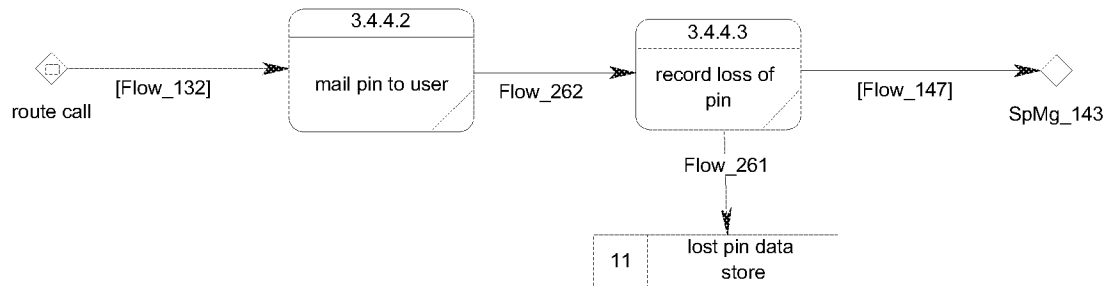 3.4.4.2
3.4.4.3
mail pin to user
record loss of
pin
[Flow_132]
Flow_262
[Flow_147]
route call
SpMg_143
Flow_261
11
lost pin data
store